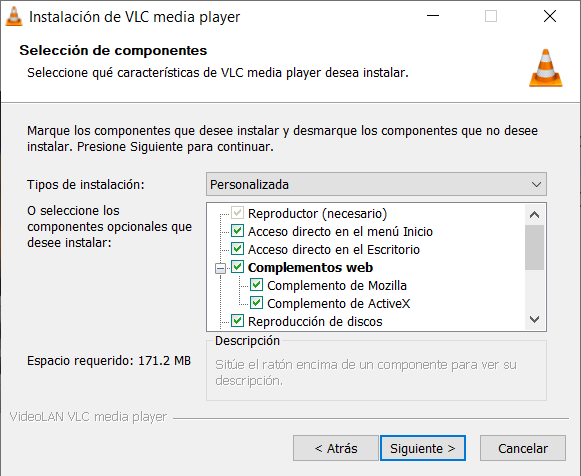 Instalación de VLC media player
Selección de componentes
Seleccione qué características de VLC media player desea instalar.
Marque los componentes que desee instalar y desmarque los componentes que no desee
instalar. Presione Siguiente para continuar.
Tipos de instalación:
Personalizada
O seleccione los
componentes opcionales que
desee instalar:
Reproductor (necesario)
Acceso directo en el menú Inicio
Acceso directo en el Escritorio
Complementos web
Complemento de Mozilla
Complemento de ActiveX
Reproducción de discos
Espacio requerido: 171.2 MB
Descripción
Sitúe el ratón encima de un componente para ver su
descripción.
VideoLAN VLC media player
< Atrás
Siguiente >
Cancelar